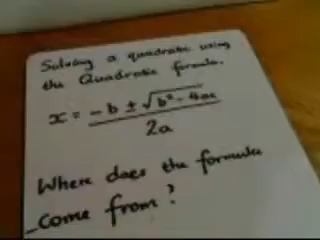 Solving a quadratic using
the Quadratic formula.
x = -b ± √b² - 4ac
2a
Where does the formula
come from?